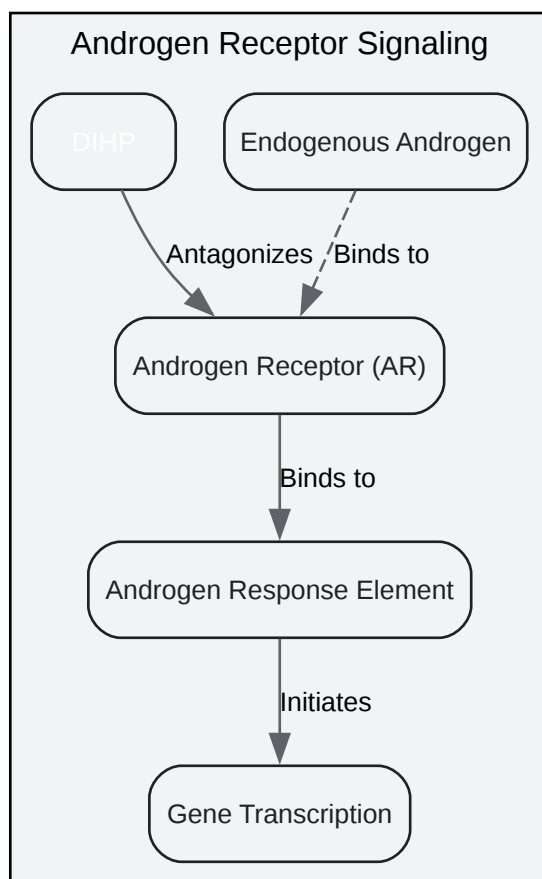 Androgen Receptor Signaling
DIHP
Endogenous Androgen
Antagonizes
Binds to
Androgen Receptor (AR)
Binds to
Androgen Response Element
Initiates
Gene Transcription